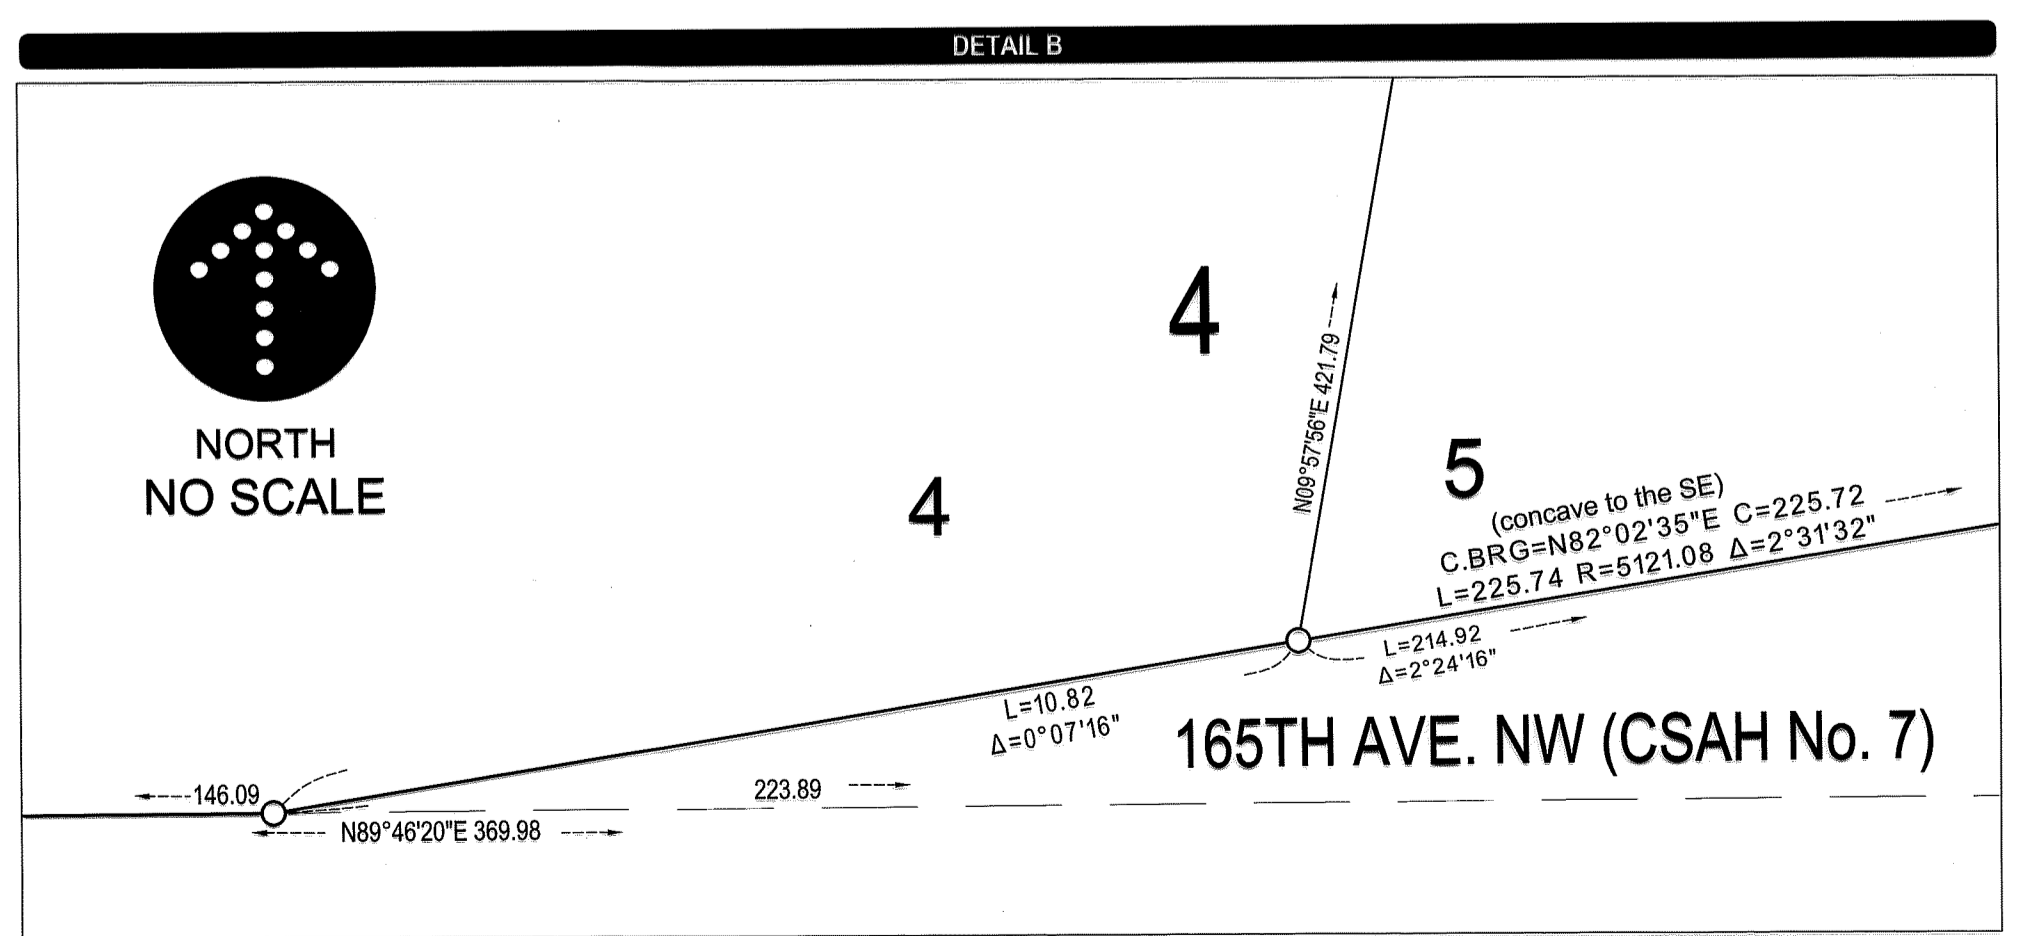 DETAIL B
NORTH
NO SCALE
4
N09°57'56"E 421.79
4
5
(concave to the SE)
C.BRG=N82°02'35"E C=225.72
L=225.74 R=5121.08 Δ=2°31'32"
L=214.92
Δ=2°24'16"
L=10.82
Δ=0°07'16"
165TH AVE. NW (CSAH No. 7)
146.09
223.89
N89°46'20"E 369.98